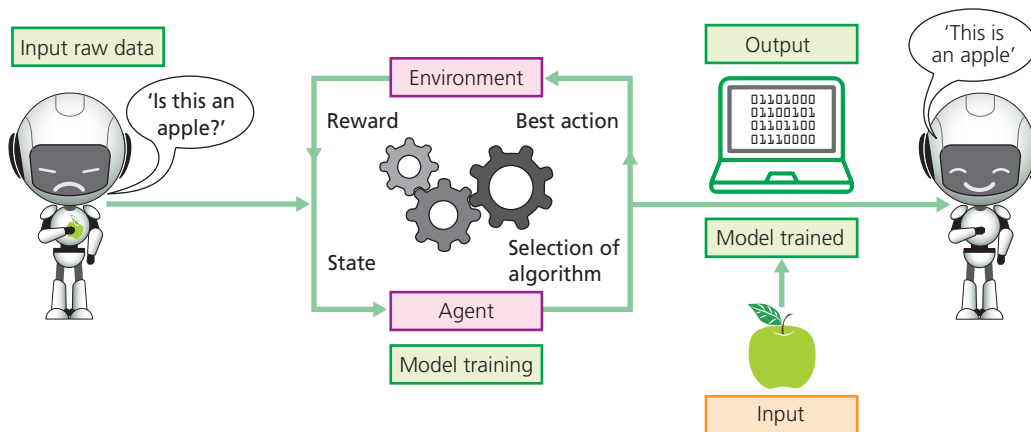 Input raw data
‘Is this an
apple?’
Environment
Reward
Best action
State
Selection of
algorithm
Agent
Model training
Output
01101000
01100101
01101100
01110000
Model trained
Input
‘This is
an apple’